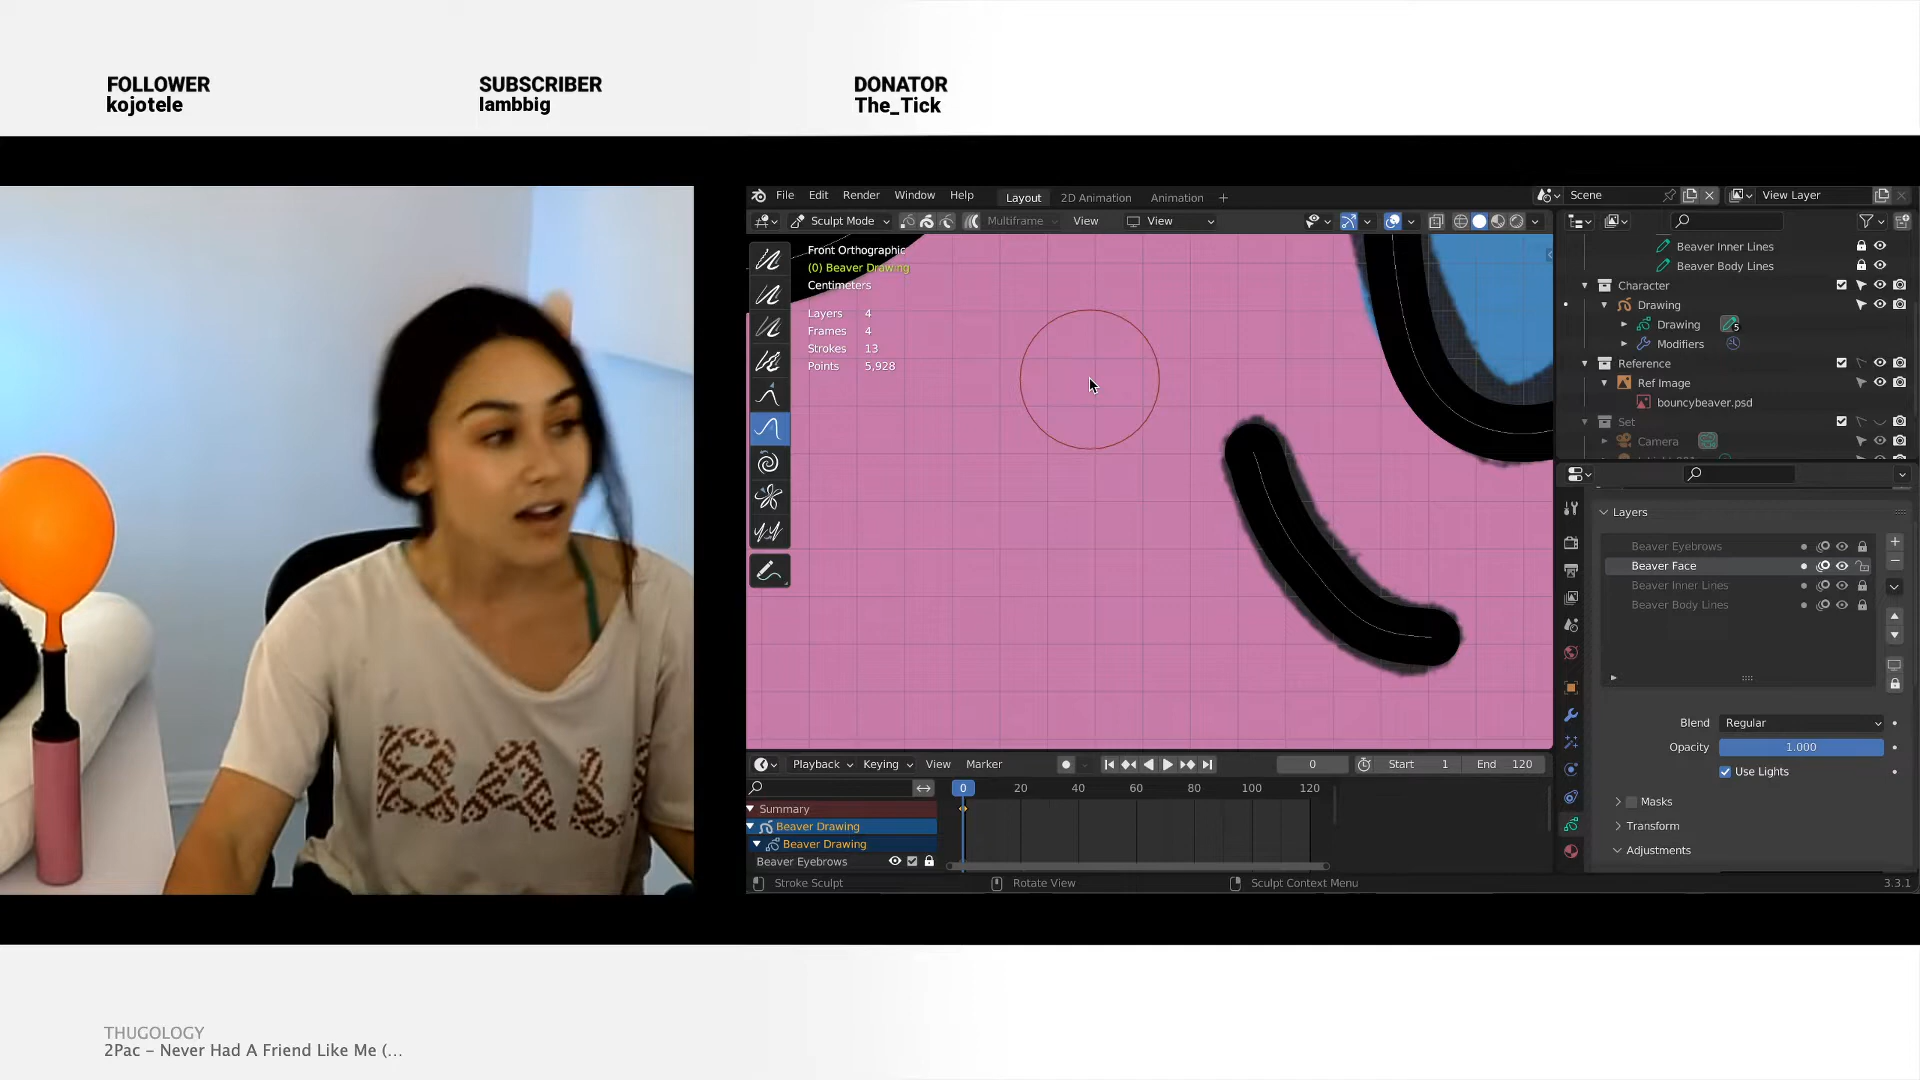 FOLLOWER
kojotele
SUBSCRIBER
lambbig
DONATOR
The_Tick
File Edit Render Window Help Layout 2D Animation Animation + Scene View Layer
Sculpt Mode Multiframe View View
Front Orthographic
(0) Beaver Drawing
Centimeters
Layers 4
Frames 4
Strokes 13
Points 5,928
Beaver Inner Lines
Beaver Body Lines
Character
Drawing
Drawing 5
Modifiers
Reference
Ref Image
bouncybeaver.psd
Set
Camera
Layers
Beaver Eyebrows
Beaver Face
Beaver Inner Lines
Beaver Body Lines
Blend Regular
Opacity 1.000
Use Lights
Masks
Transform
Adjustments
BAL
Playback Keying View Marker 0 Start 1 End 120
0 20 40 60 80 100 120
Summary
Beaver Drawing
Beaver Drawing
Beaver Eyebrows
Stroke Sculpt Rotate View Sculpt Context Menu 3.3.1
THUGOLOGY
2Pac - Never Had A Friend Like Me (...